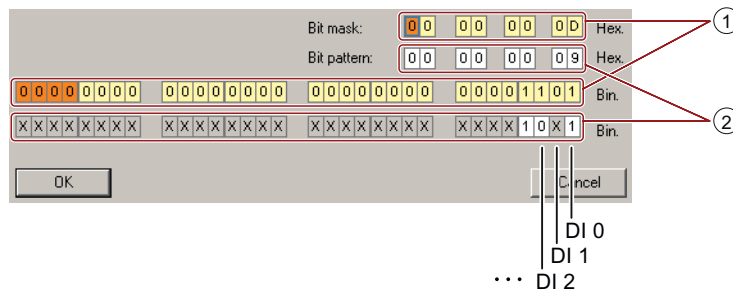 Bit mask: 0 0 0 0 0 0 0 D Hex. 1
Bit pattern: 0 0 0 0 0 0 0 9 Hex.
0 0 0 0 0 0 0 0 0 0 0 0 0 0 0 0 0 0 0 0 0 0 0 0 0 0 0 0 1 1 0 1 Bin.
X X X X X X X X X X X X X X X X X X X X X X X X X X X X 1 0 X 1 Bin. 2
OK Cancel
DI 0
DI 1
··· DI 2